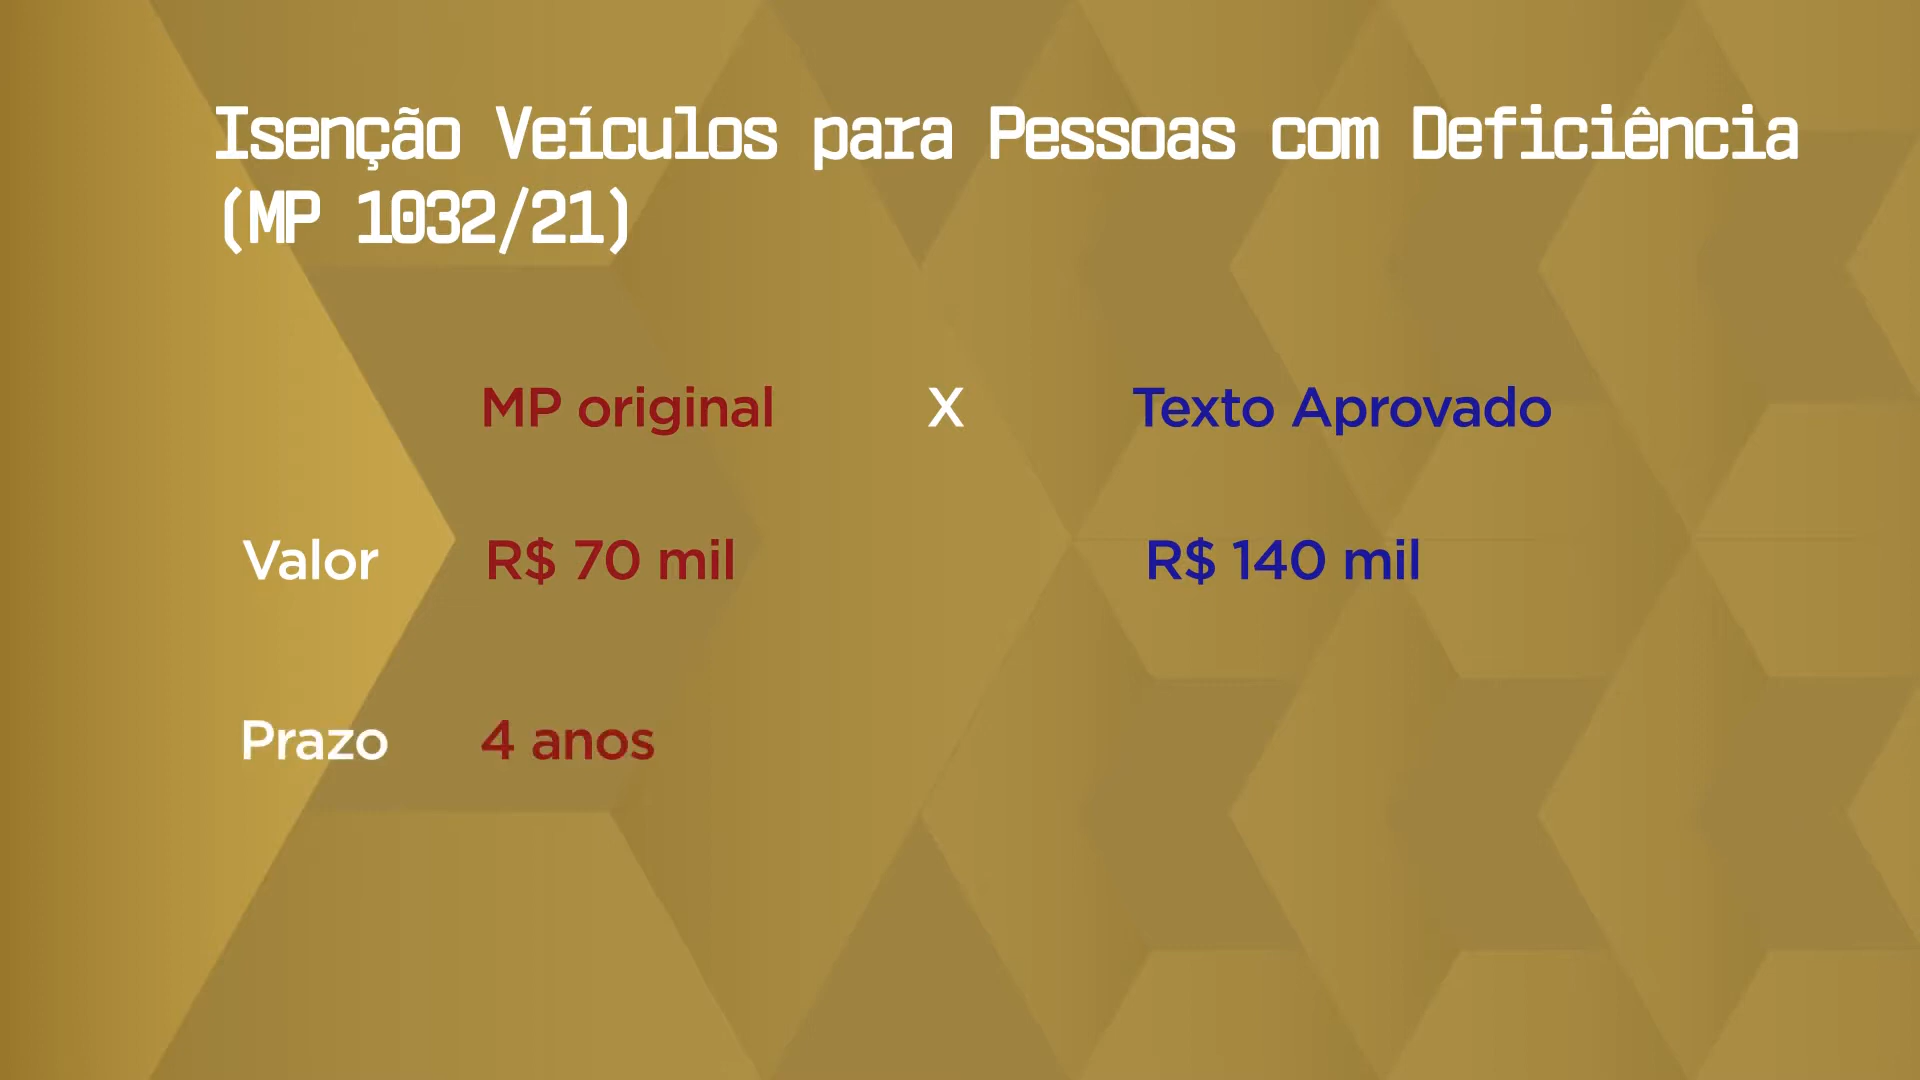 Isenção Veículos para Pessoas com Deficiência
(MP 1032/21)
MP original X Texto Aprovado
Valor R$ 70 mil R$ 140 mil
Prazo 4 anos